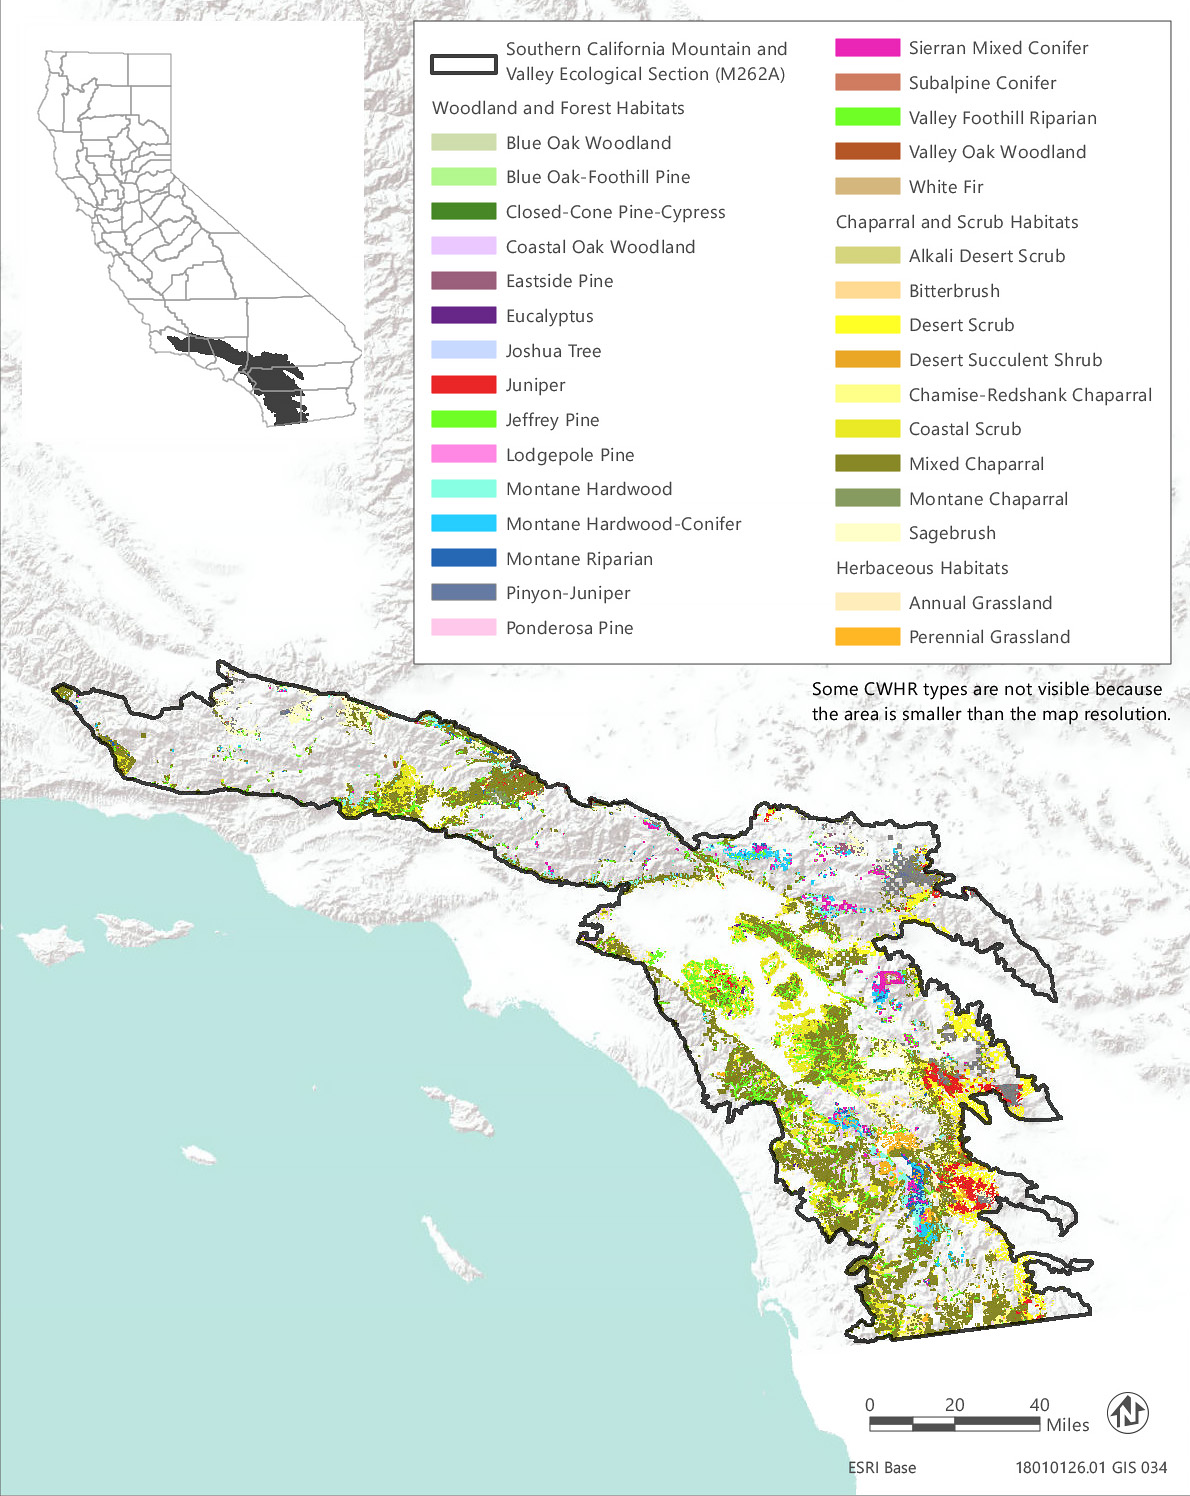 Southern California Mountain and
Valley Ecological Section (M262A)
Woodland and Forest Habitats
Blue Oak Woodland
Blue Oak-Foothill Pine
Closed-Cone Pine-Cypress
Coastal Oak Woodland
Eastside Pine
Eucalyptus
Joshua Tree
Juniper
Jeffrey Pine
Lodgepole Pine
Montane Hardwood
Montane Hardwood-Conifer
Montane Riparian
Pinyon-Juniper
Ponderosa Pine
Sierran Mixed Conifer
Subalpine Conifer
Valley Foothill Riparian
Valley Oak Woodland
White Fir
Chaparral and Scrub Habitats
Alkali Desert Scrub
Bitterbrush
Desert Scrub
Desert Succulent Shrub
Chamise-Redshank Chaparral
Coastal Scrub
Mixed Chaparral
Montane Chaparral
Sagebrush
Herbaceous Habitats
Annual Grassland
Perennial Grassland
Some CWHR types are not visible because
the area is smaller than the map resolution.
0 20 40
Miles
N
ESRI Base 18010126.01 GIS 034